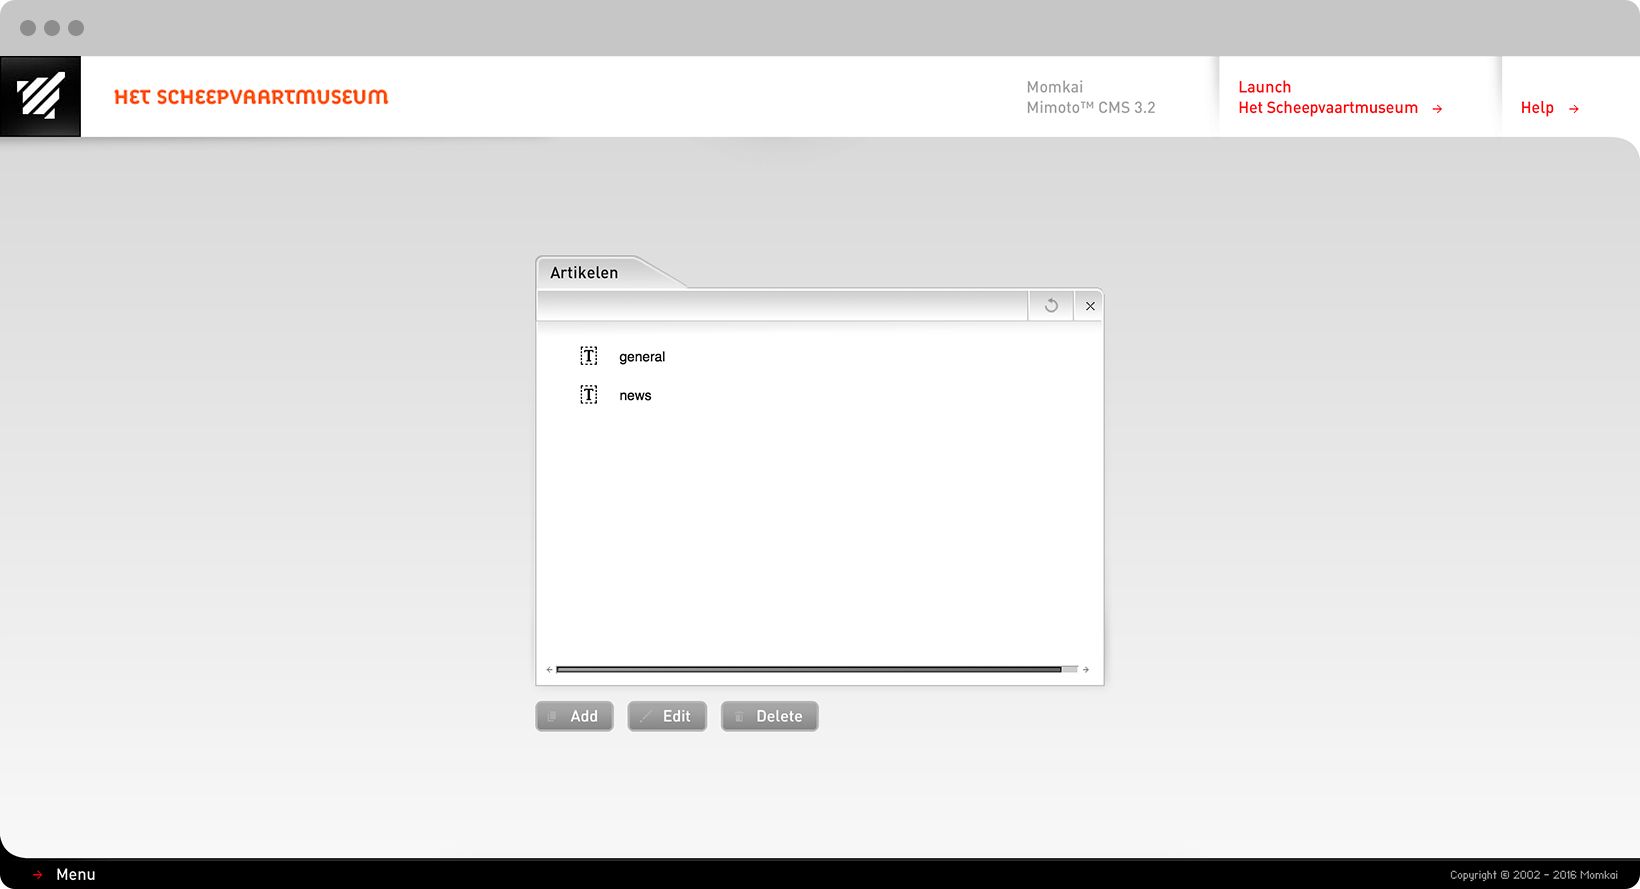 HET SCHEEPVAARTMUSEUM
Momkai
Mimoto™ CMS 3.2
Launch
Het Scheepvaartmuseum →
Help →
Artikelen
T general
T news
Add
Edit
Delete
→ Menu
Copyright © 2002 - 2016 Momkai